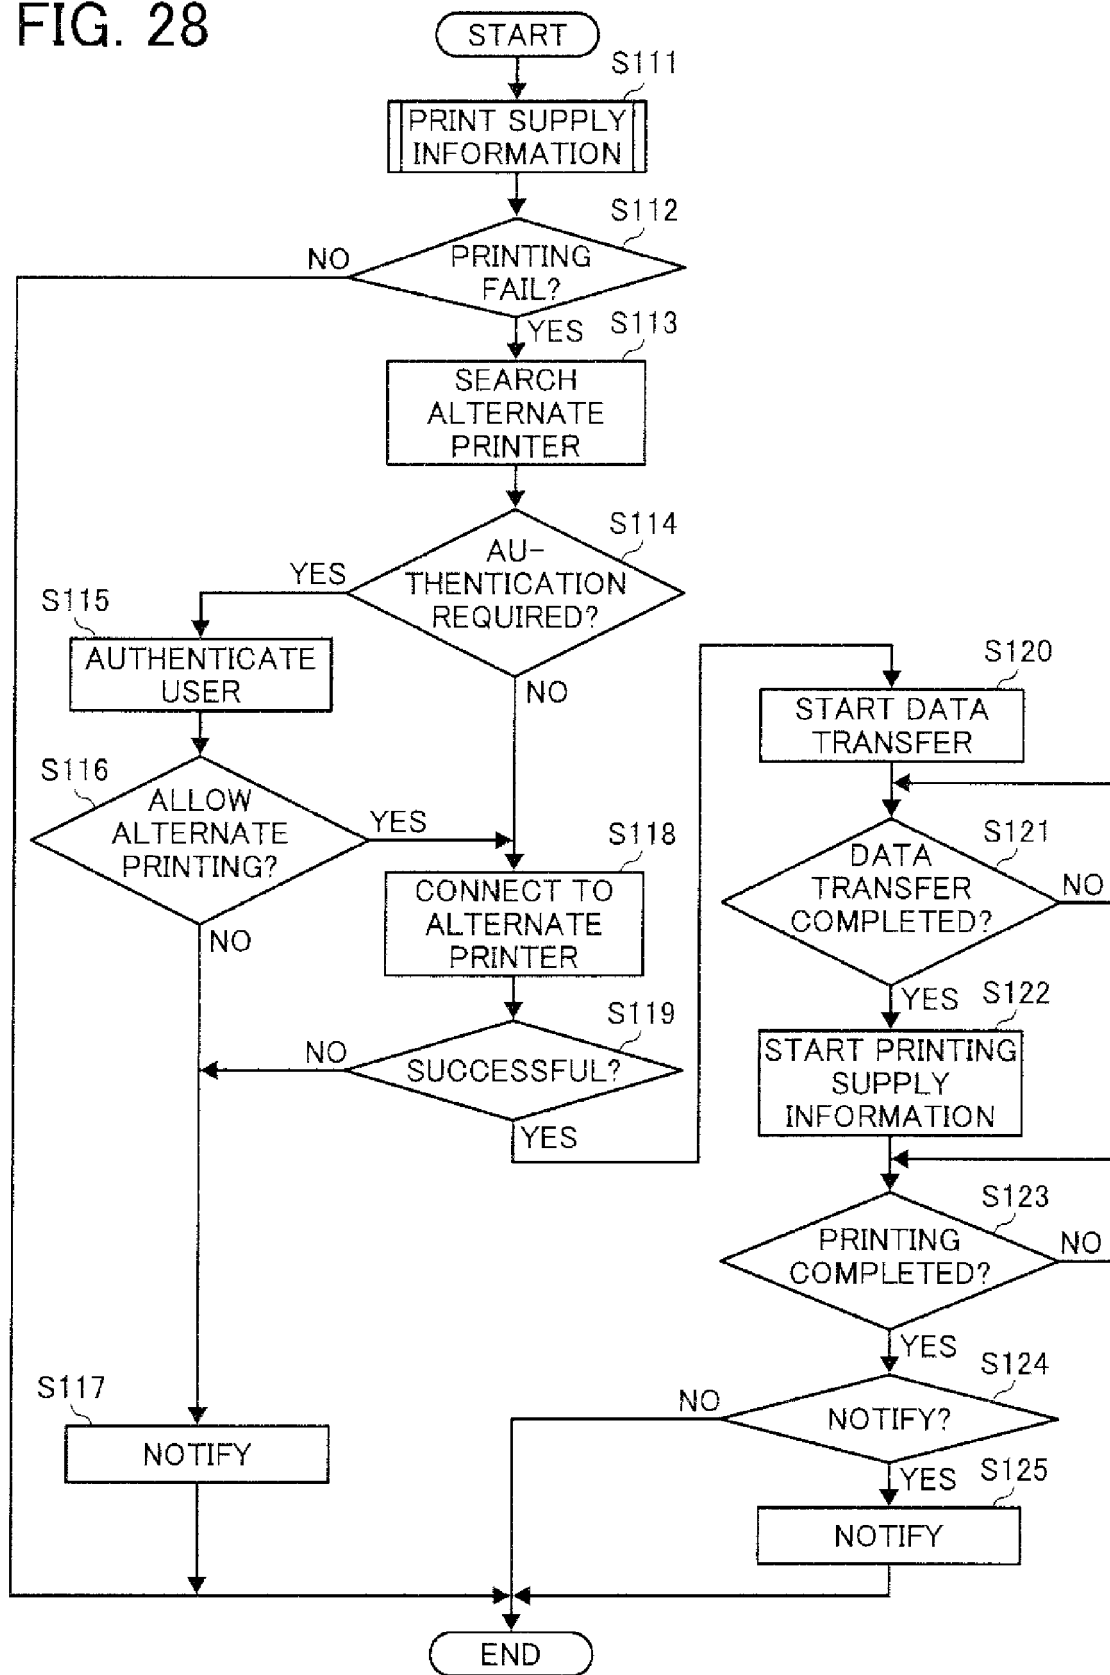 FIG. 28
START
S111
PRINT SUPPLY
INFORMATION
S112
PRINTING
FAIL?
NO
YES
S113
SEARCH
ALTERNATE
PRINTER
S114
AU-
THENTICATION
REQUIRED?
YES
NO
S115
AUTHENTICATE
USER
S116
ALLOW
ALTERNATE
PRINTING?
YES
NO
S118
CONNECT TO
ALTERNATE
PRINTER
S119
SUCCESSFUL?
NO
YES
S117
NOTIFY
S120
START DATA
TRANSFER
S121
DATA
TRANSFER
COMPLETED?
NO
YES
S122
START PRINTING
SUPPLY
INFORMATION
S123
PRINTING
COMPLETED?
NO
YES
S124
NOTIFY?
NO
YES
S125
NOTIFY
END